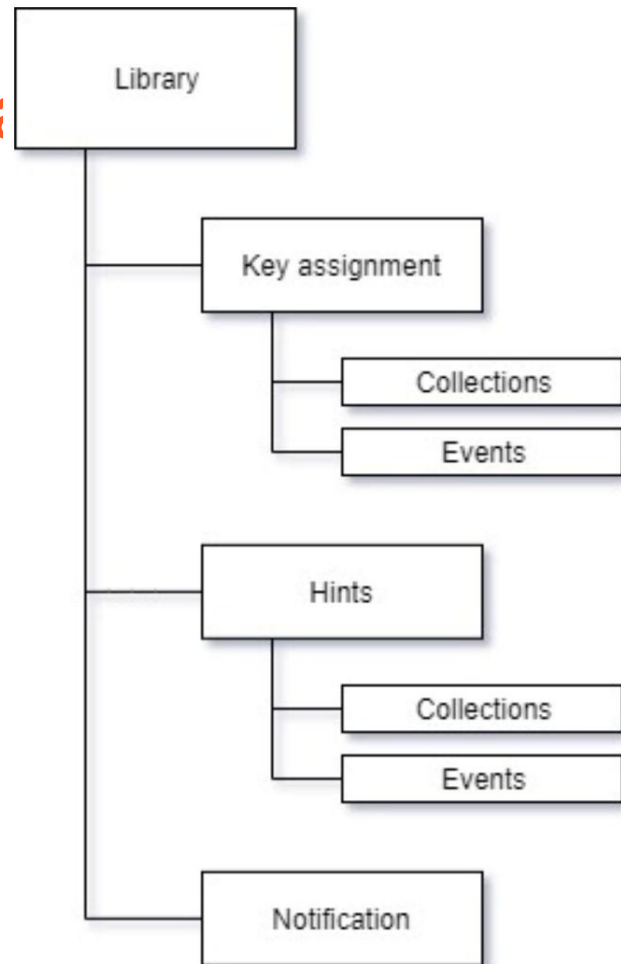 Library
Key assignment
Collections
Events
Hints
Collections
Events
Notification